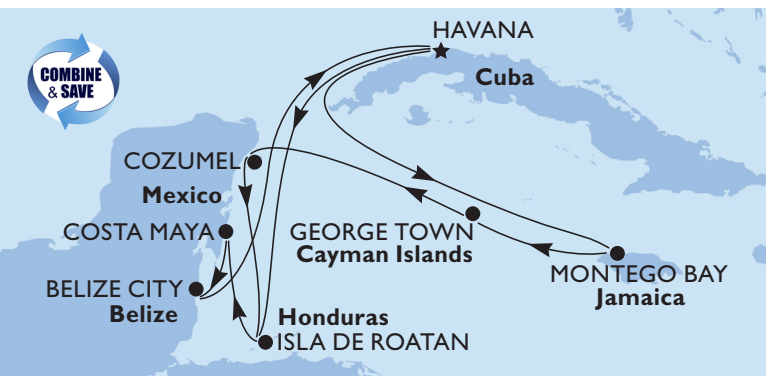 HAVANA
COMBINE
& SAVE
Cuba
COZUMEL
Mexico
COSTA MAYA
GEORGE TOWN
Cayman Islands
MONTEGO BAY
Jamaica
BELIZE CITY
Belize
Honduras
ISLA DE ROATAN